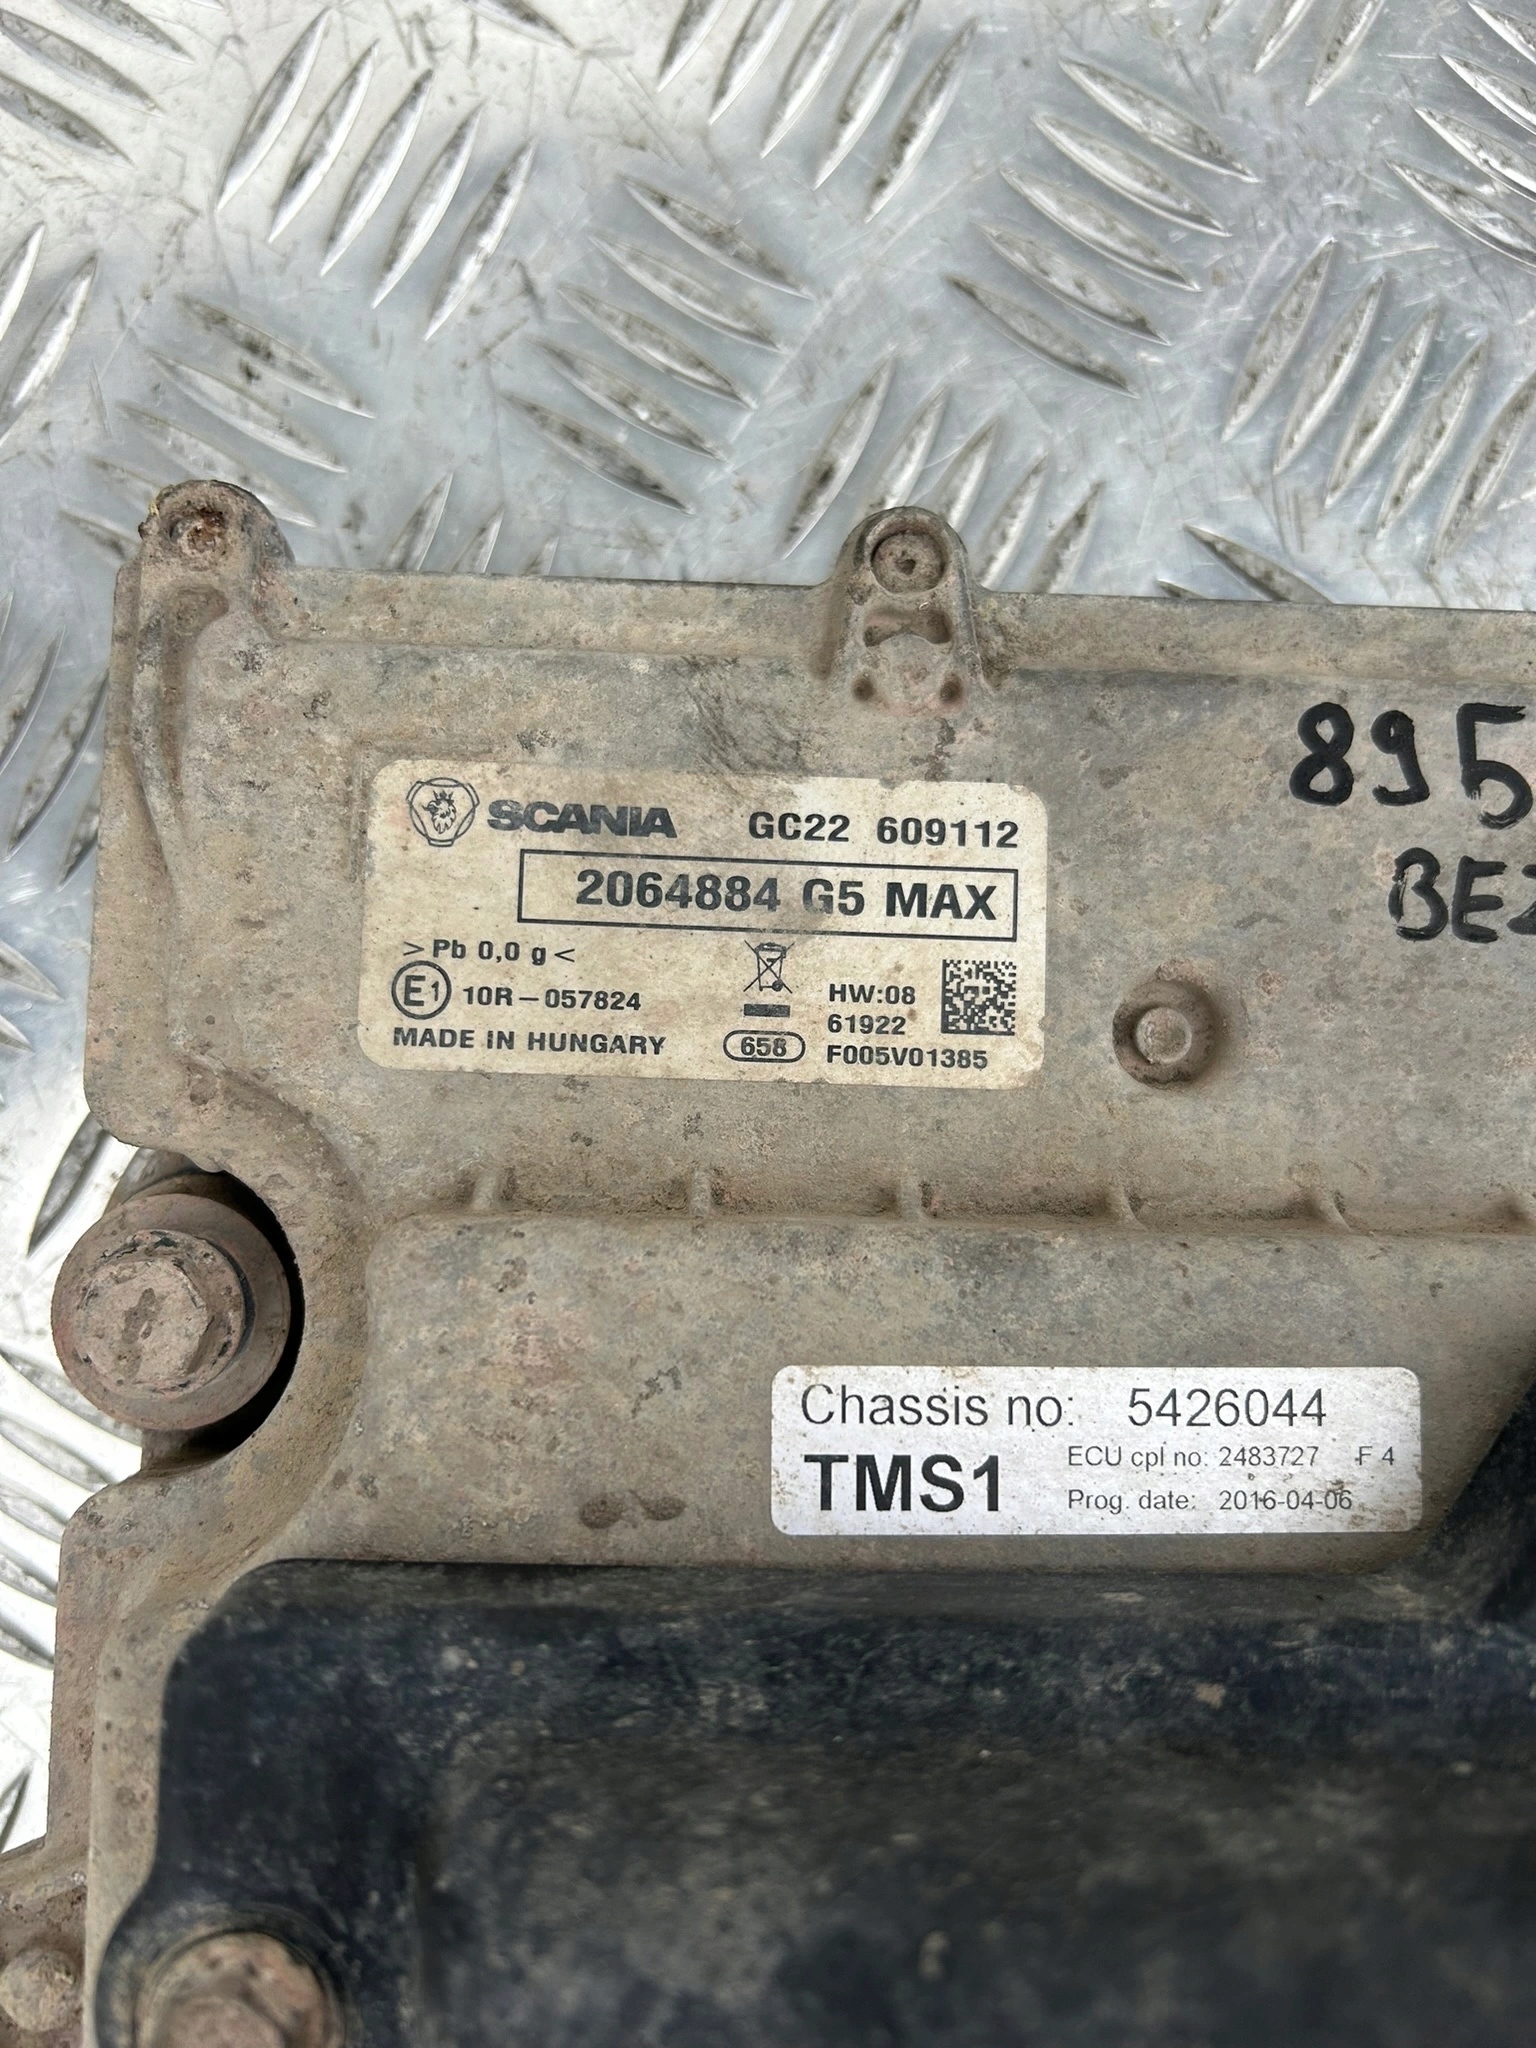 SCANIA GC22 609112
2064884 G5 MAX
>Pb 0,0 g<
E1 10R-057824
MADE IN HUNGARY
658
HW:08
61922
F005V01385
895
Chassis no: 5426044
TMS1
ECU cpl no: 2483727 F 4
Prog. date: 2016-04-06